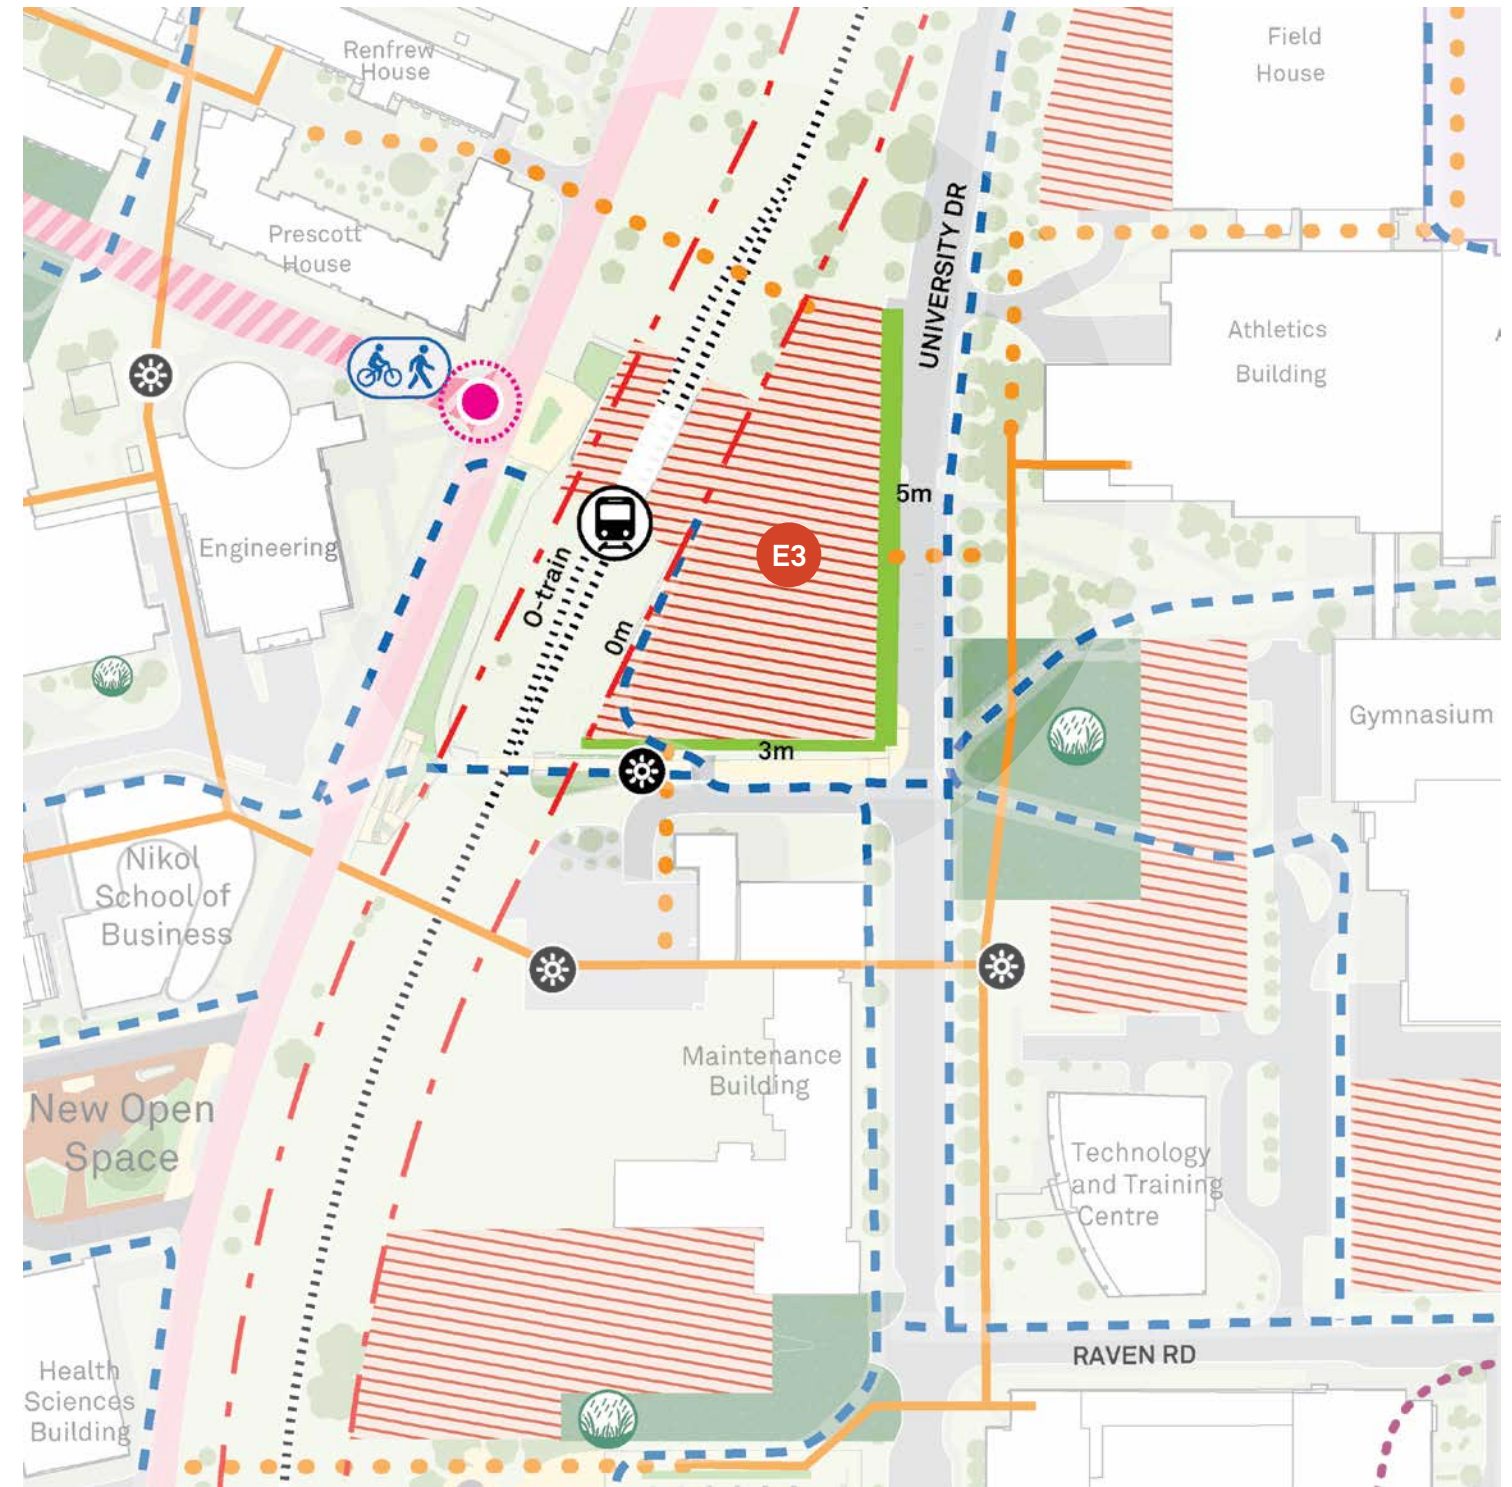 Renfrew
House
Field
House
UNIVERSITY DR
Prescott
House
Athletics
Building
A
5m
Engineering
E3
O-train
0m
Gymnasium
3m
Nikol
School of
Business
Maintenance
Building
New Open
Space
Technology
and Training
Centre
RAVEN RD
Health
Sciences
Building